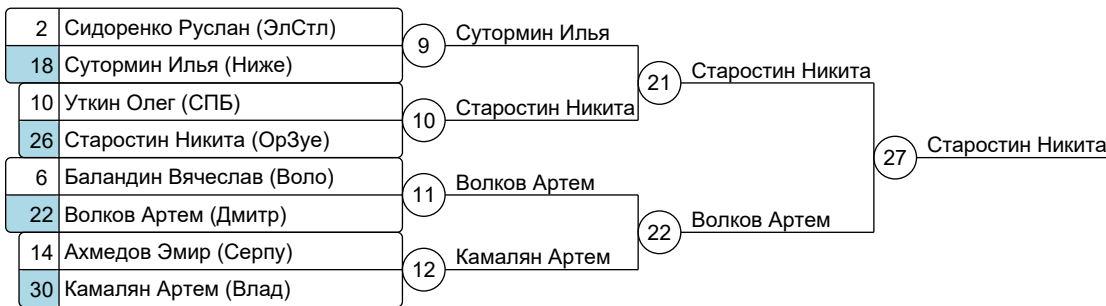 2 Сидоренко Руслан (ЭлСтл)
18 Сутормин Илья (Ниже)
10 Уткин Олег (СПБ)
26 Старостин Никита (ОрЗуе)
6 Баландин Вячеслав (Воло)
22 Волков Артем (Дмитр)
14 Ахмедов Эмир (Серпу)
30 Камалян Артем (Влад)
9 Сутормин Илья
10 Старостин Никита
11 Волков Артем
12 Камалян Артем
21 Старостин Никита
22 Волков Артем
27 Старостин Никита